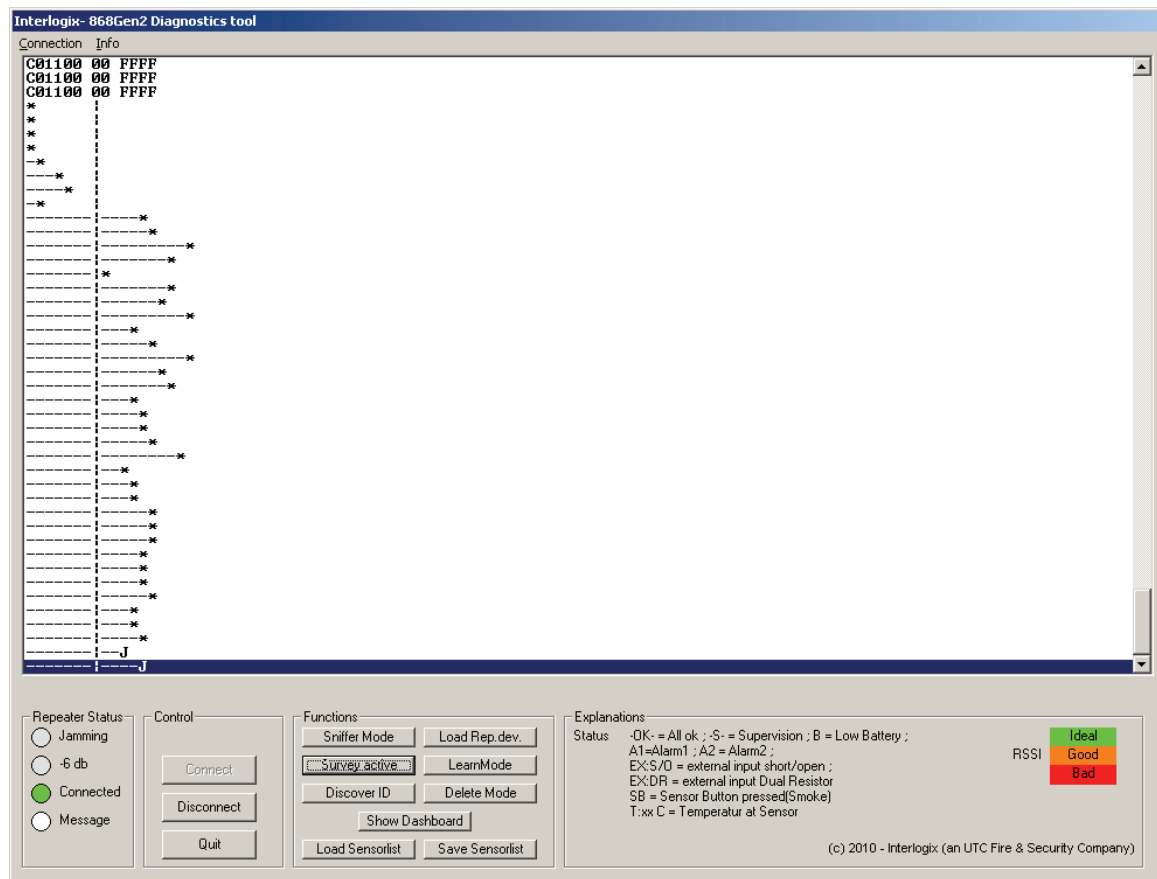 Interlogix- 868Gen2 Diagnostics tool
Connection Info
C01100 00 FFFF
C01100 00 FFFF
C01100 00 FFFF
*      ¦
*      ¦
*      ¦
*      ¦
-*     ¦
---*   ¦
----*  ¦
-*     ¦
-------¦----*
-------¦-----*
-------¦---------*
-------¦-------*
-------¦*
-------¦-------*
-------¦------*
-------¦---------*
-------¦---*
-------¦-----*
-------¦---------*
-------¦------*
-------¦-------*
-------¦---*
-------¦----*
-------¦----*
-------¦-----*
-------¦--------*
-------¦--*
-------¦---*
-------¦---*
-------¦-----*
-------¦-----*
-------¦-----*
-------¦----*
-------¦----*
-------¦----*
-------¦-----*
-------¦---*
-------¦---*
-------¦----*
-------¦--J
-------¦----J
Repeater Status
Jamming
-6 db
Connected
Message
Control
Connect
Disconnect
Quit
Functions
Sniffer Mode Load Rep.dev.
Survey active LearnMode
Discover ID Delete Mode
Show Dashboard
Load Sensorlist Save Sensorlist
Explanations
Status -OK- = All ok ; -S- = Supervision ; B = Low Battery ;
A1=Alarm1 ; A2 = Alarm2 ;
EX:S/O = external input short/open ;
EX:DR = external input Dual Resistor
SB = Sensor Button pressed(Smoke)
T:xx C = Temperatur at Sensor
RSSI
Ideal
Good
Bad
(c) 2010 - Interlogix (an UTC Fire & Security Company)